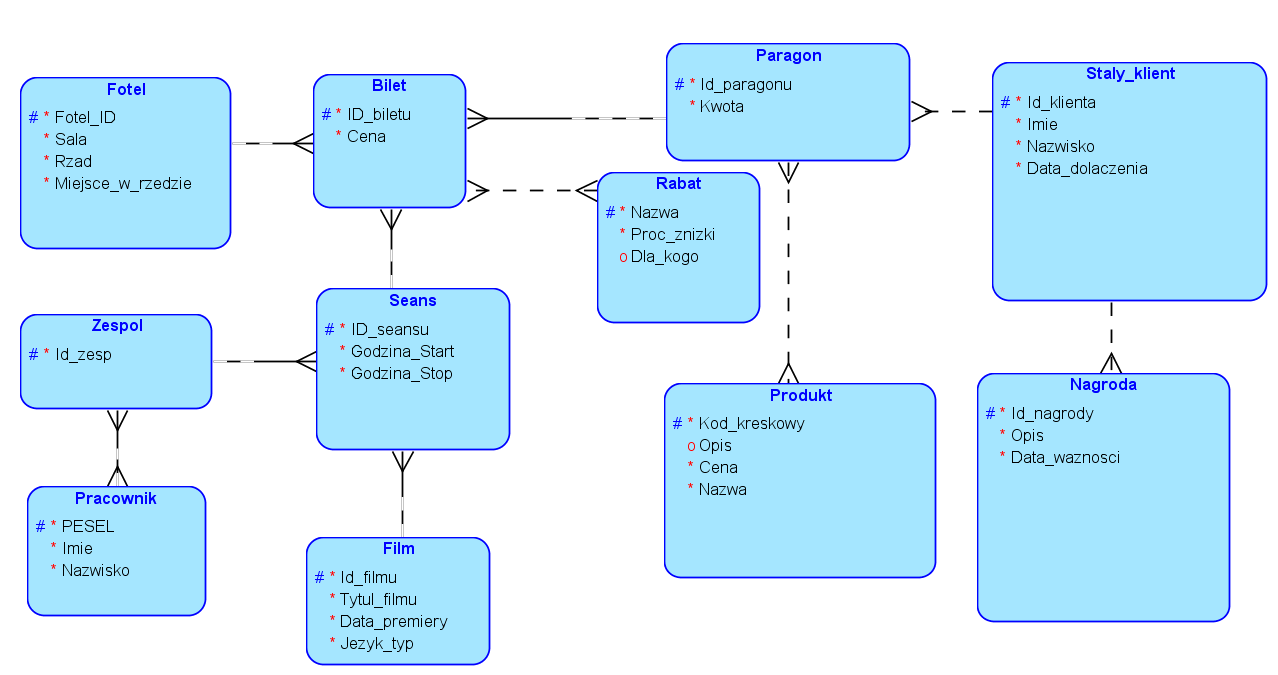 Fotel
# * Fotel_ID
* Sala
* Rzad
* Miejsce_w_rzedzie
Bilet
# * ID_biletu
* Cena
Paragon
# * Id_paragonu
* Kwota
Staly_klient
# * Id_klienta
* Imie
* Nazwisko
* Data_dolaczenia
Rabat
# * Nazwa
* Proc_znizki
o Dla_kogo
Zespol
# * Id_zesp
Seans
# * ID_seansu
* Godzina_Start
* Godzina_Stop
Produkt
# * Kod_kreskowy
o Opis
* Cena
* Nazwa
Nagroda
# * Id_nagrody
* Opis
* Data_waznosci
Pracownik
# * PESEL
* Imie
* Nazwisko
Film
# * Id_filmu
* Tytul_filmu
* Data_premiery
* Jezyk_typ